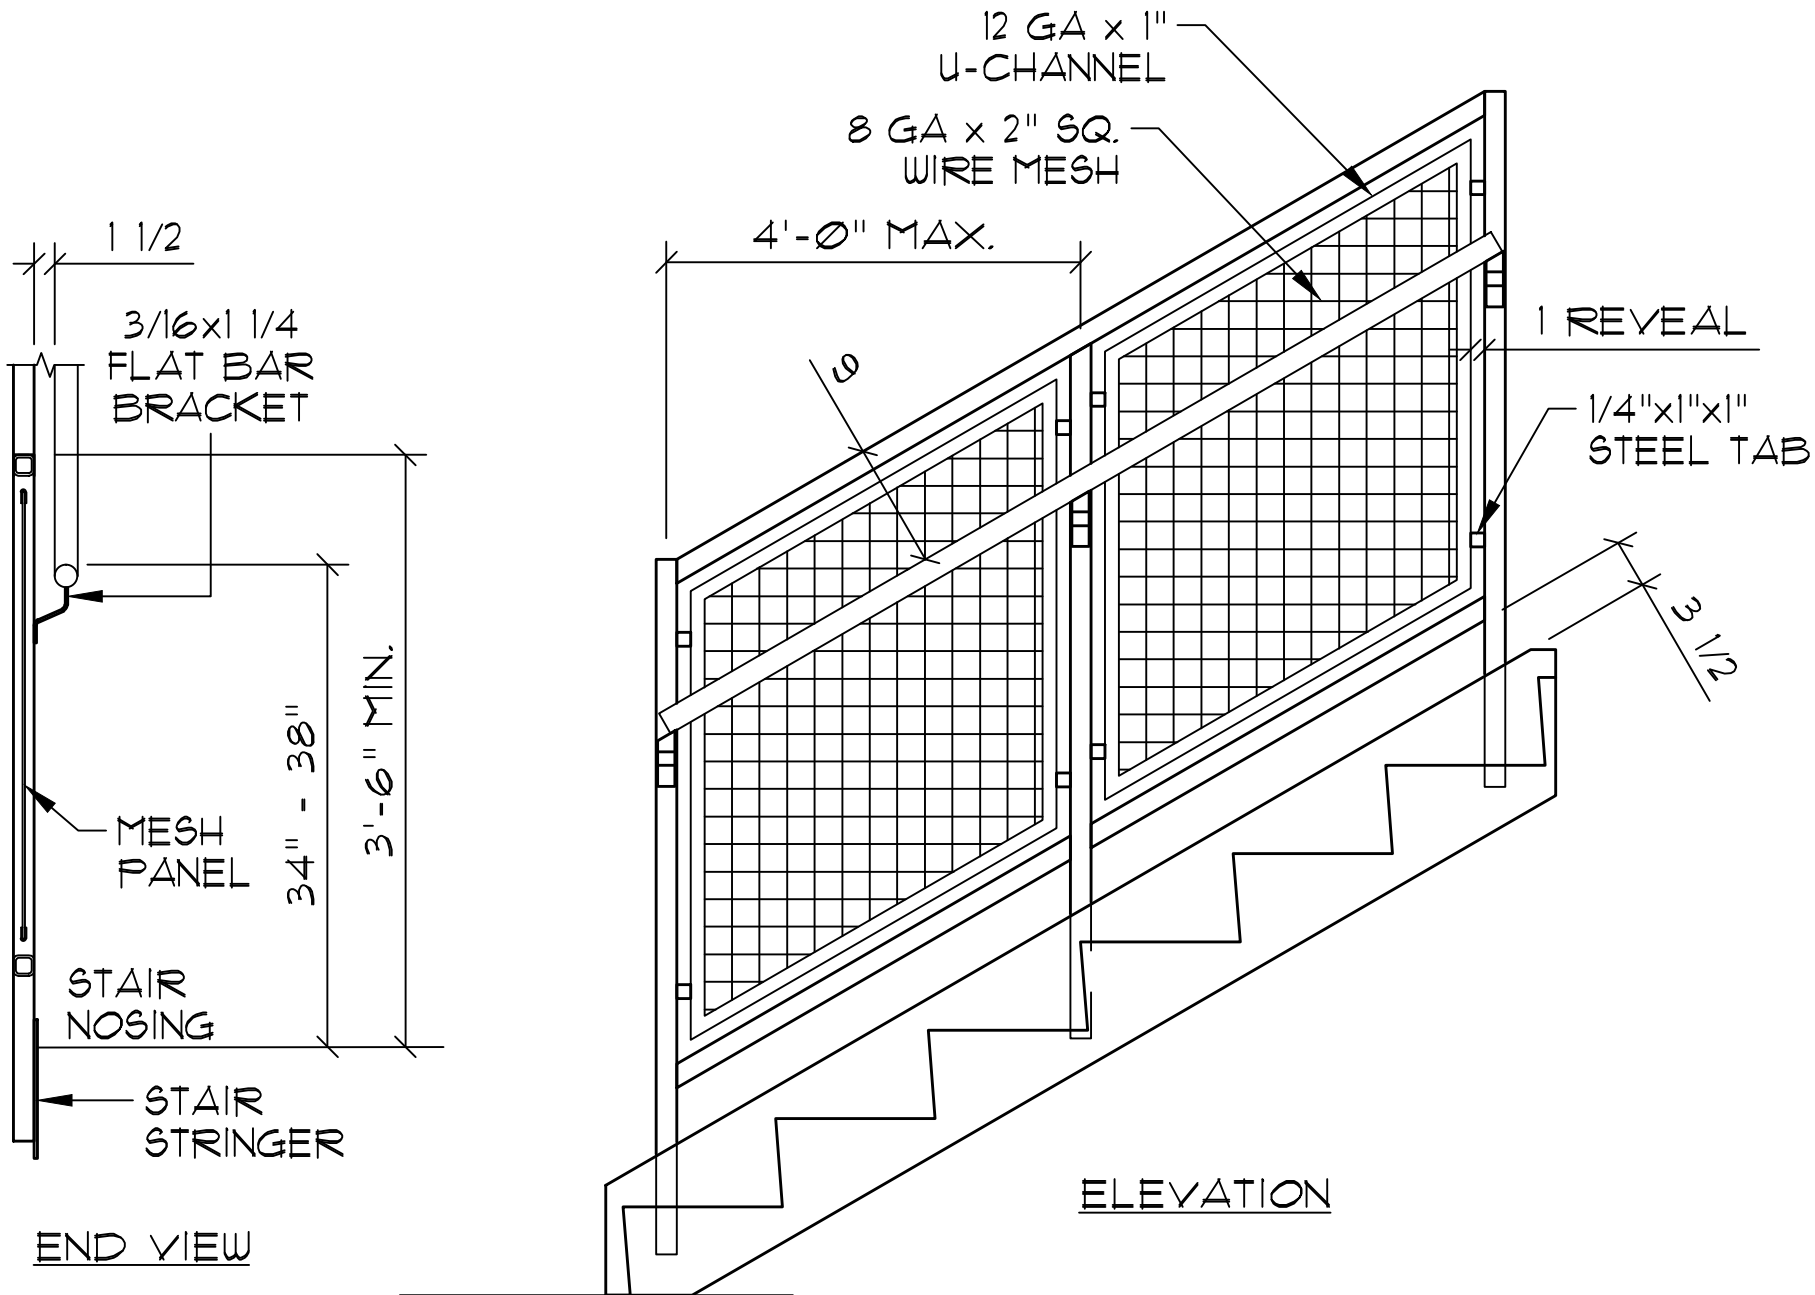 12 GA x 1"
U-CHANNEL
8 GA x 2" SQ.
WIRE MESH
4'-0" MAX.
1 1/2
3/16x1 1/4
FLAT BAR
BRACKET
6
1 REVEAL
1/4"x1"x1"
STEEL TAB
3 1/2
34" - 38"
3'-6" MIN.
MESH
PANEL
STAIR
NOSING
STAIR
STRINGER
END VIEW
ELEVATION